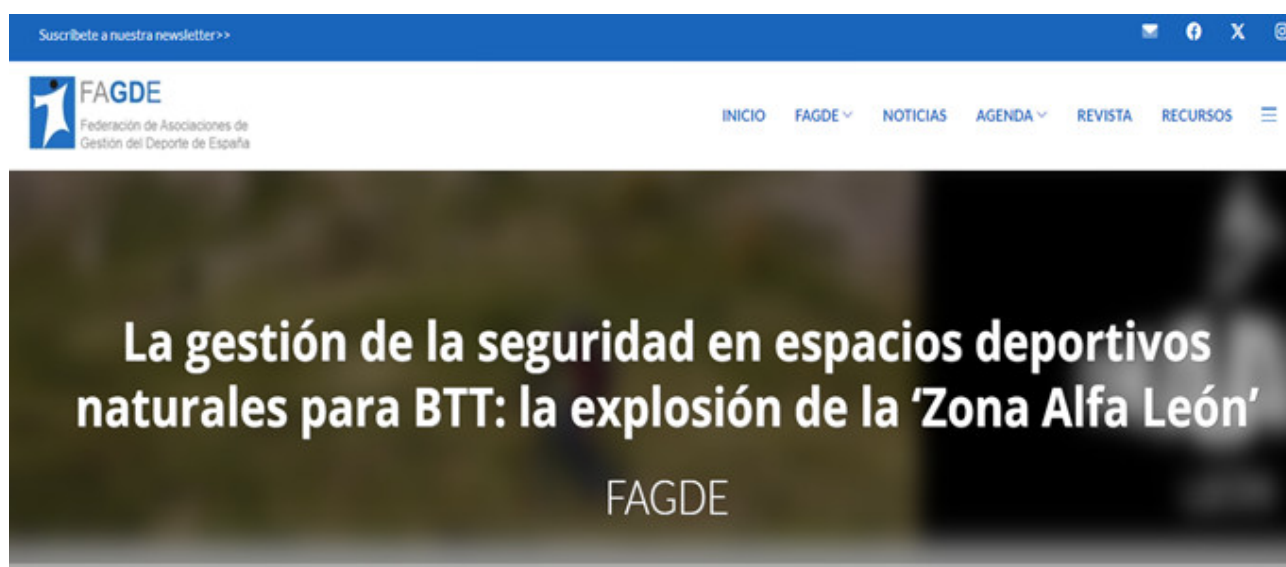 Suscríbete a nuestra newsletter>>
FAGDE
Federación de Asociaciones de
Gestión del Deporte de España
INICIO FAGDE NOTICIAS AGENDA REVISTA RECURSOS
La gestión de la seguridad en espacios deportivos
naturales para BTT: la explosión de la ‘Zona Alfa León’
FAGDE